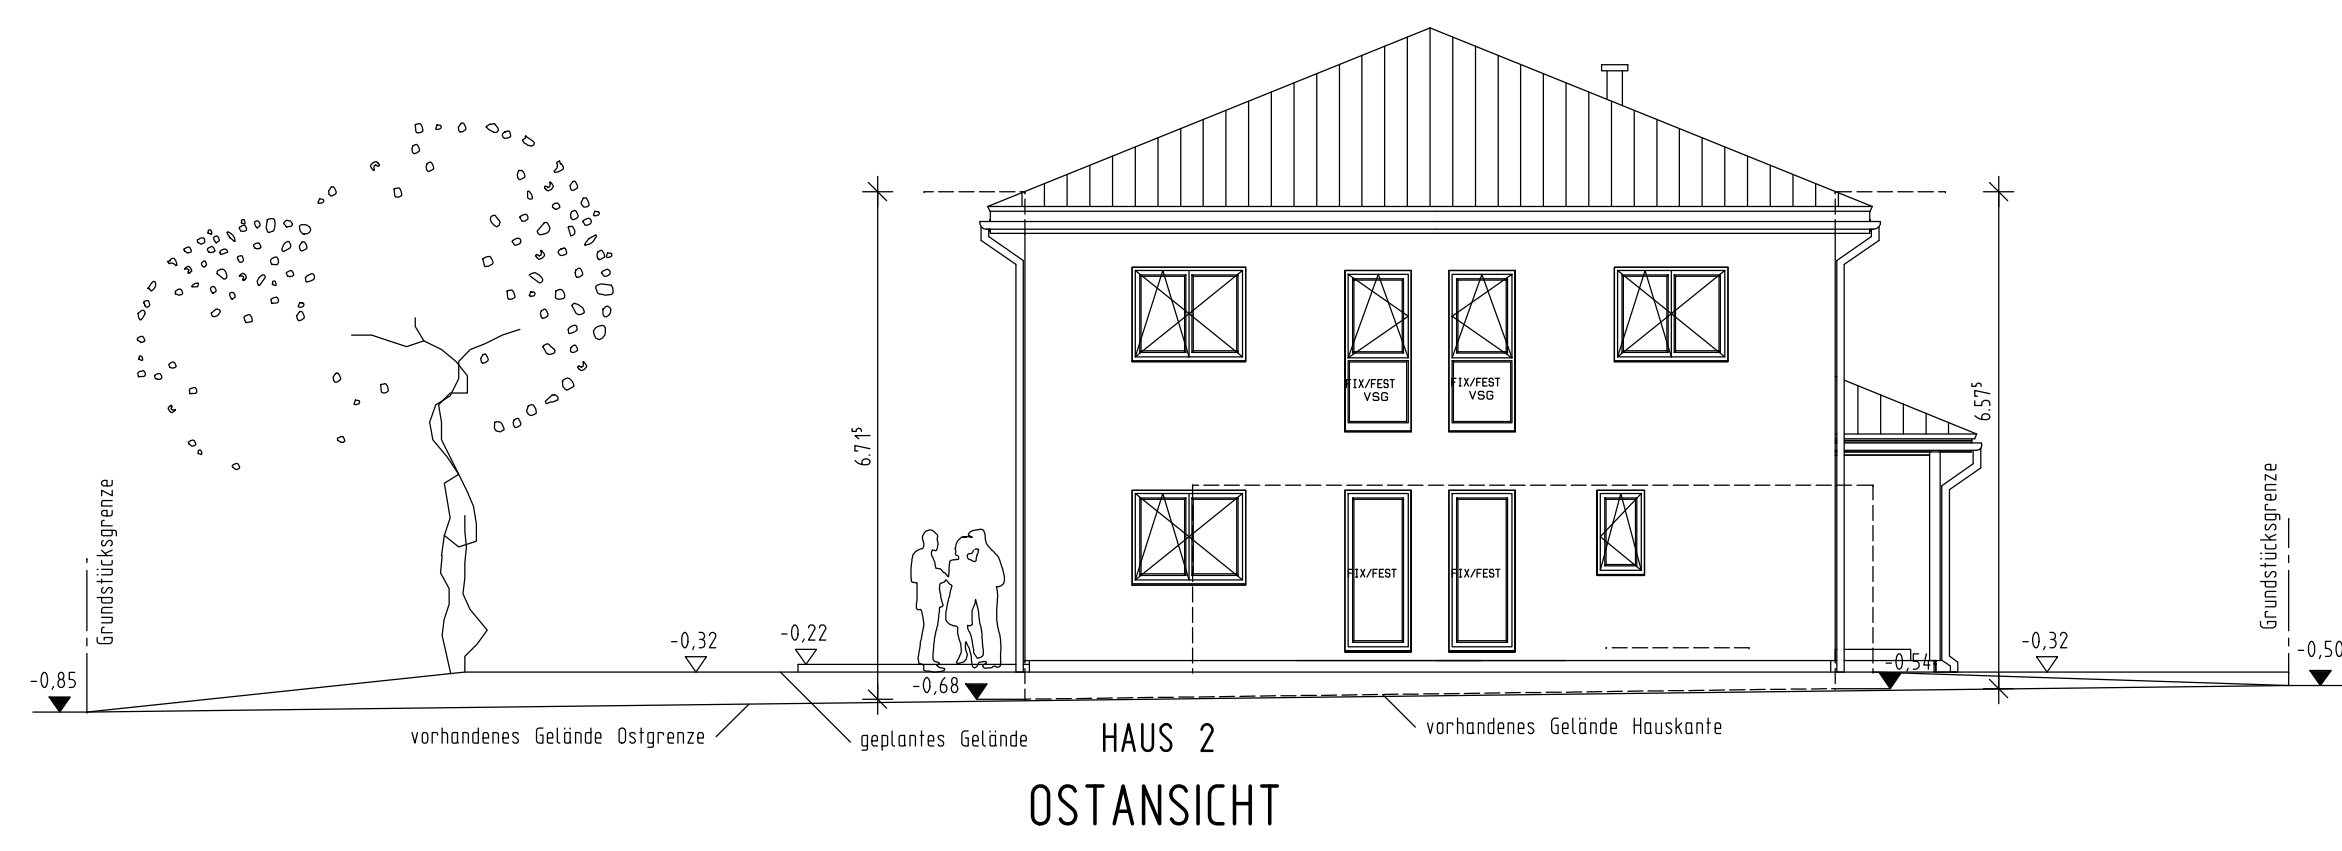 FIX/FEST
VSG
FIX/FEST
VSG
6.57⁵
6.71⁵
Grundstücksgrenze
Grundstücksgrenze
FIX/FEST
FIX/FEST
-0,22
-0,32
-0,32
-0,50
-0,54
-0,85
-0,68
vorhandenes Gelände Ostgrenze
geplantes Gelände
HAUS 2
vorhandenes Gelände Hauskante
OSTANSICHT